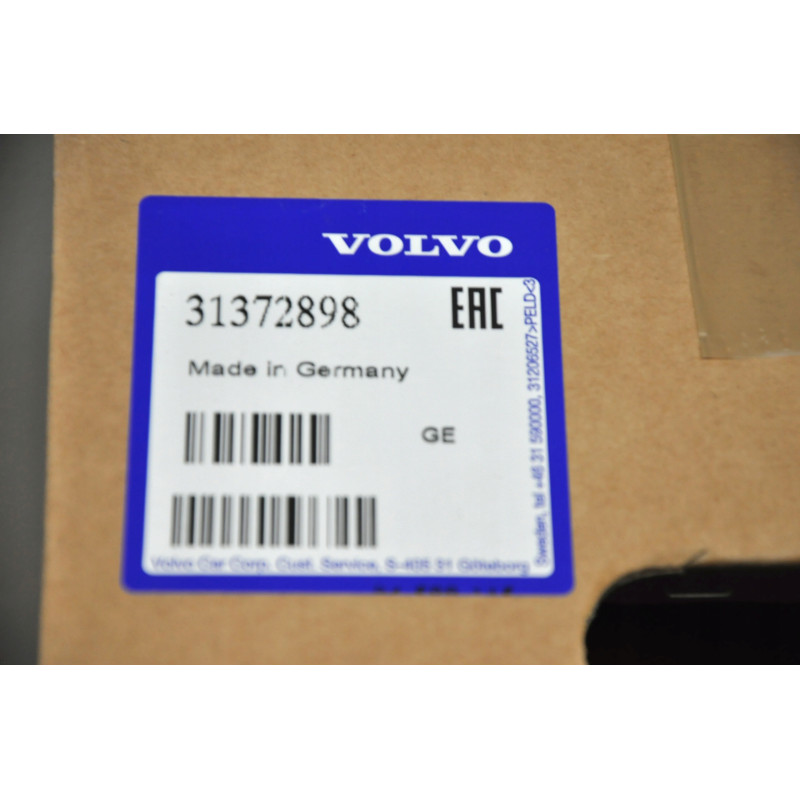 VOLVO
31372898
EAC
Made in Germany
GE
Volvo Car Corp. Cust. Service, S-405 31 Göteborg
Sweden, tel +46 31 590000, 31206527>PELD<3